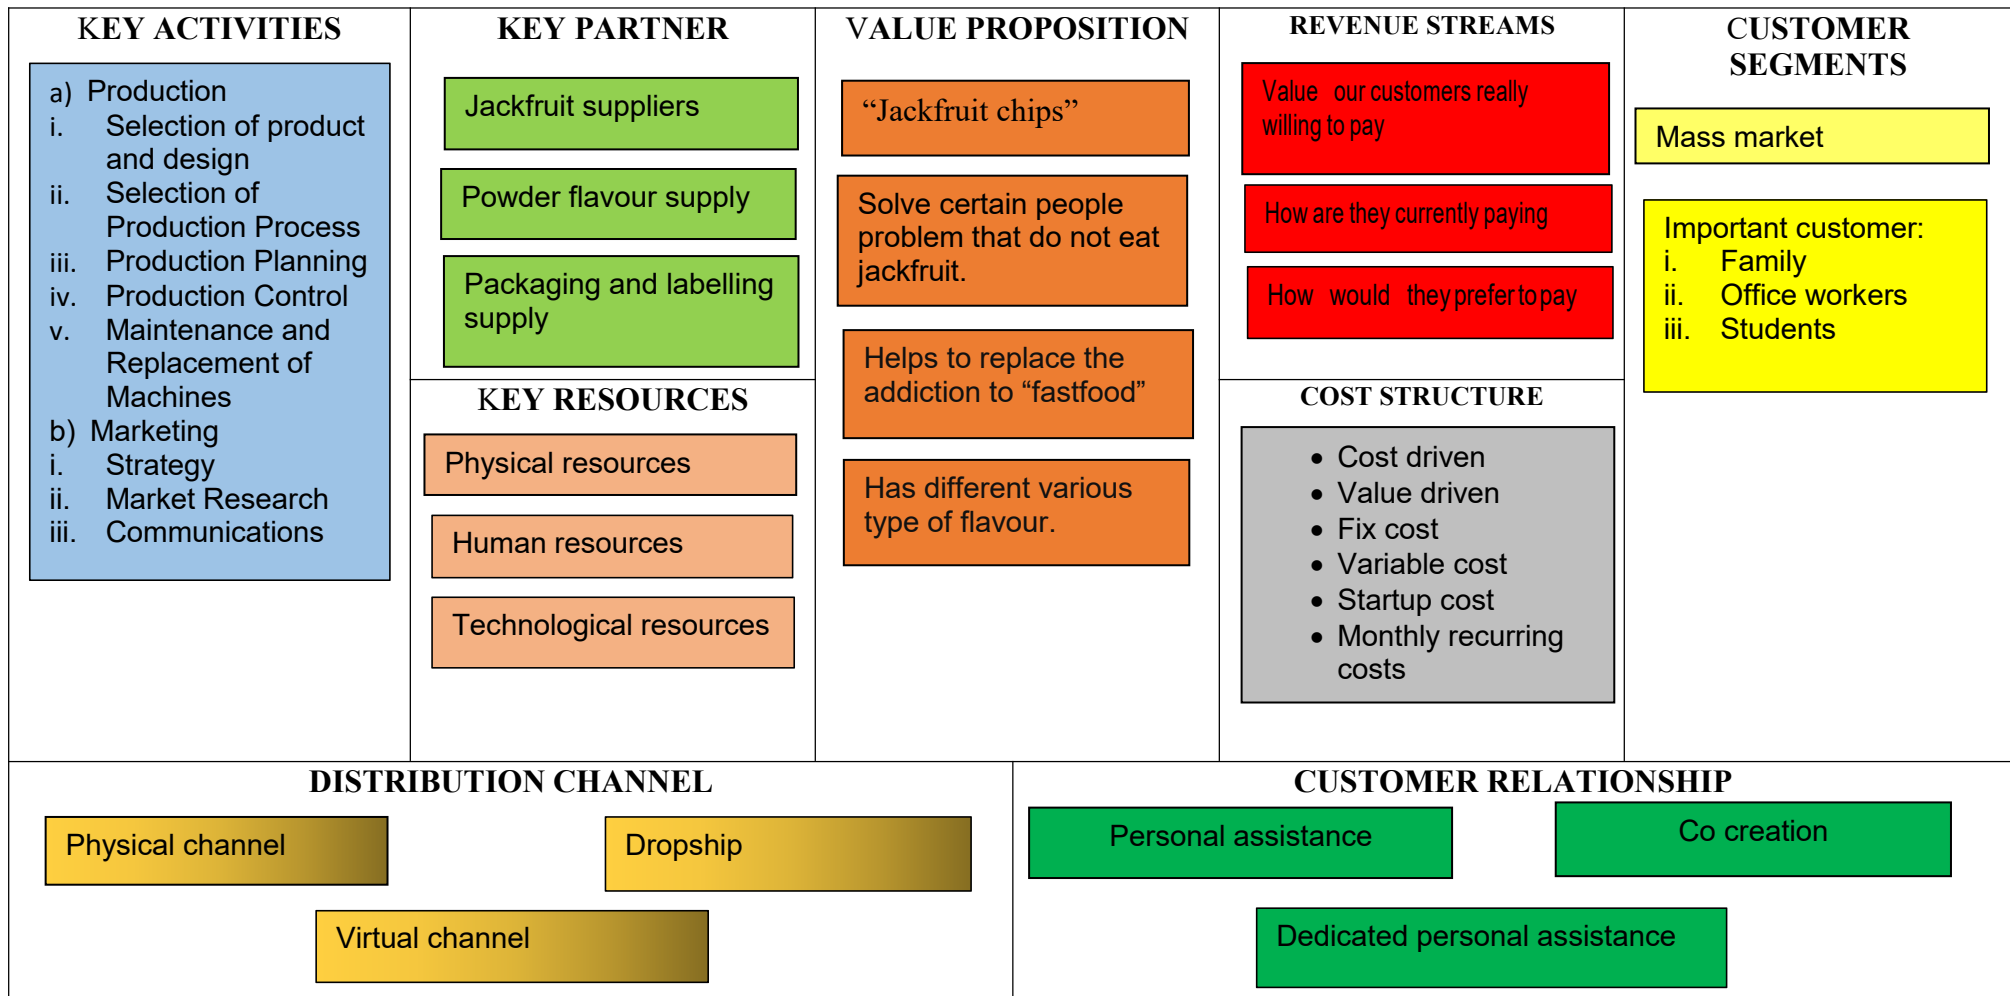 KEY ACTIVITIES
a) Production
i. Selection of product
and design
ii. Selection of
Production Process
iii. Production Planning
iv. Production Control
v. Maintenance and
Replacement of
Machines
b) Marketing
i. Strategy
ii. Market Research
iii. Communications
KEY PARTNER
Jackfruit suppliers
Powder flavour supply
Packaging and labelling
supply
KEY RESOURCES
Physical resources
Human resources
Technological resources
VALUE PROPOSITION
“Jackfruit chips”
Solve certain people
problem that do not eat
jackfruit.
Helps to replace the
addiction to “fastfood”
Has different various
type of flavour.
REVENUE STREAMS
Value our customers really
willing to pay
How are they currently paying
How would they prefer to pay
COST STRUCTURE
• Cost driven
• Value driven
• Fix cost
• Variable cost
• Startup cost
• Monthly recurring
costs
CUSTOMER
SEGMENTS
Mass market
Important customer:
i. Family
ii. Office workers
iii. Students
DISTRIBUTION CHANNEL
Physical channel
Dropship
Virtual channel
CUSTOMER RELATIONSHIP
Personal assistance
Co creation
Dedicated personal assistance